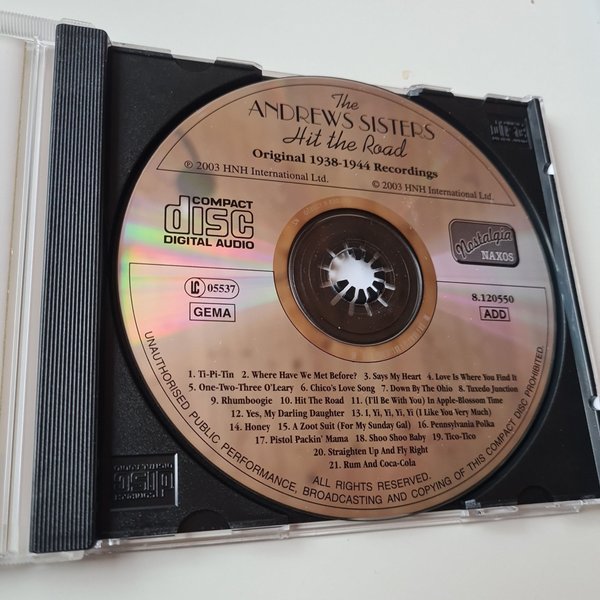 The
ANDREWS SISTERS
Hit the Road
Original 1938-1944 Recordings
℗ 2003 HNH International Ltd.
© 2003 HNH International Ltd.
COMPACT
disc
DIGITAL AUDIO
Nostalgia
NAXOS
LC 05537
GEMA
8.120550
ADD
1. Ti-Pi-Tin 2. Where Have We Met Before? 3. Says My Heart 4. Love Is Where You Find It
5. One-Two-Three O'Leary 6. Chico's Love Song 7. Down By The Ohio 8. Tuxedo Junction
9. Rhumboogie 10. Hit The Road 11. (I'll Be With You) In Apple-Blossom Time
12. Yes, My Darling Daughter 13. I, Yi, Yi, Yi, Yi (I Like You Very Much)
14. Honey 15. A Zoot Suit (For My Sunday Gal) 16. Pennsylvania Polka
17. Pistol Packin' Mama 18. Shoo Shoo Baby 19. Tico-Tico
20. Straighten Up And Fly Right
21. Rum And Coca-Cola
ALL RIGHTS RESERVED.
UNAUTHORISED PUBLIC PERFORMANCE, BROADCASTING AND COPYING OF THIS COMPACT DISC PROHIBITED.
disc